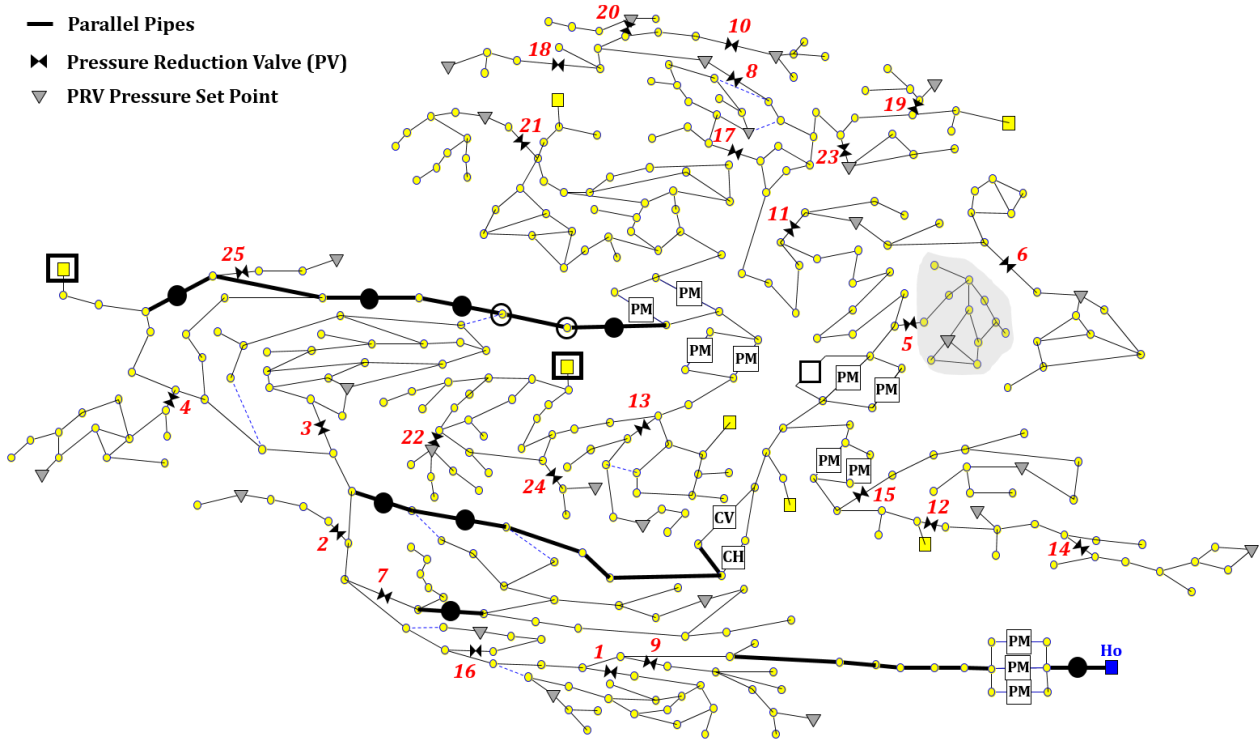 Parallel Pipes
Pressure Reduction Valve (PV)
PRV Pressure Set Point
20
10
18
8
19
21
17
23
11
25
6
PM
PM
5
PM
PM
PM
PM
4
3
22
13
24
PM
PM
15
12
14
2
CV
CH
7
16
1
9
PM
PM
PM
Ho